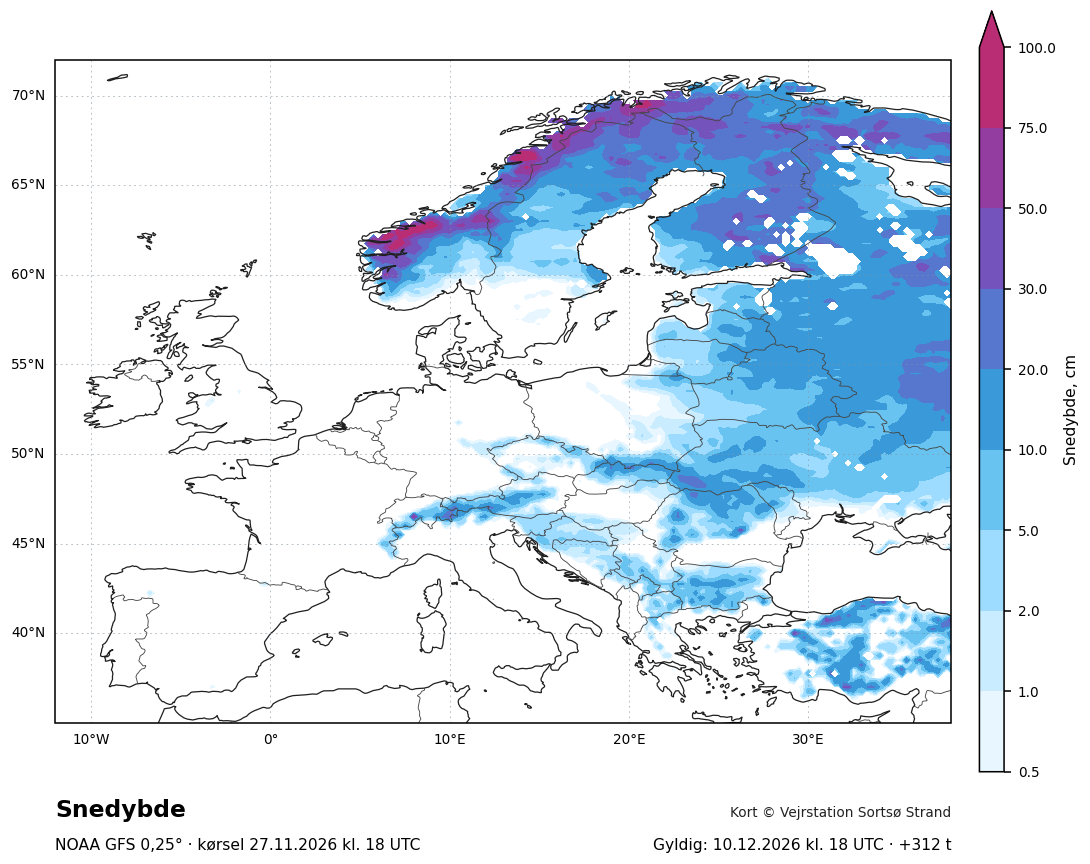 70°N
65°N
60°N
55°N
50°N
45°N
40°N
10°W 0° 10°E 20°E 30°E
100.0
75.0
50.0
30.0
20.0
10.0
5.0
2.0
1.0
0.5
Snedybde, cm
Snedybde
Kort © Vejrstation Sortsø Strand
NOAA GFS 0,25° · kørsel 27.11.2026 kl. 18 UTC
Gyldig: 10.12.2026 kl. 18 UTC · +312 t